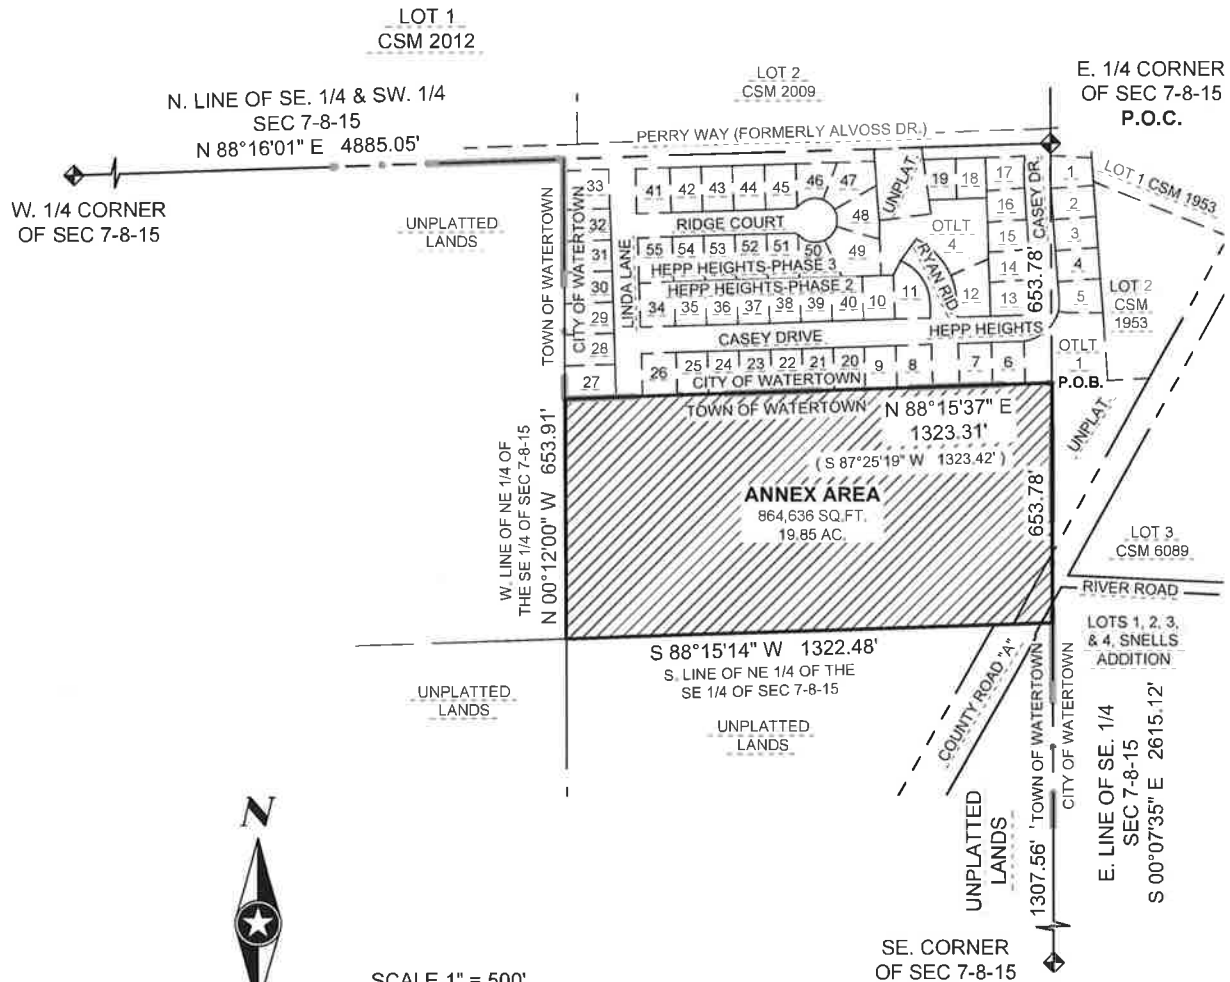 LOT 1
CSM 2012
LOT 2
CSM 2009
E. 1/4 CORNER
OF SEC 7-8-15
P.O.C.
N. LINE OF SE. 1/4 & SW. 1/4
SEC 7-8-15
N 88°16'01" E 4885.05'
PERRY WAY (FORMERLY ALVOSS DR.)
W. 1/4 CORNER
OF SEC 7-8-15
UNPLATTED
LANDS
TOWN OF WATERTOWN
CITY OF WATERTOWN
33
32
31
30
29
28
27
LINDA LANE
41 42 43 44 45 46 47
48
49
RIDGE COURT
55 54 53 52 51 50
HEPP HEIGHTS-PHASE 3
HEPP HEIGHTS-PHASE 2
34 35 36 37 38 39 40 10 11
UNPLAT
19 18 17
16
15
14
13
12
OTLT
4
RYAN RID
CASEY DR.
653.78'
1
2
3
4
5
LOT 1 CSM 1953
LOT 2
CSM
1953
CASEY DRIVE
HEPP HEIGHTS
26 25 24 23 22 21 20 9 8 7 6
CITY OF WATERTOWN
OTLT
1
P.O.B.
TOWN OF WATERTOWN
N 88°15'37" E
1323.31'
( S 87°25'19" W 1323.42' )
UNPLAT
W. LINE OF NE 1/4 OF
THE SE 1/4 OF SEC 7-8-15
N 00°12'00" W 653.91'
ANNEX AREA
864,636 SQ.FT.
19.85 AC.
653.78'
LOT 3
CSM 6089
RIVER ROAD
LOTS 1, 2, 3,
& 4, SNELLS
ADDITION
S 88°15'14" W 1322.48'
S. LINE OF NE 1/4 OF THE
SE 1/4 OF SEC 7-8-15
UNPLATTED
LANDS
UNPLATTED
LANDS
COUNTY ROAD "A"
TOWN OF WATERTOWN
CITY OF WATERTOWN
1307.56'
UNPLATTED
LANDS
E. LINE OF SE. 1/4
SEC 7-8-15
S 00°07'35" E 2615.12'
N
SE. CORNER
OF SEC 7-8-15
SCALE 1" = 500'